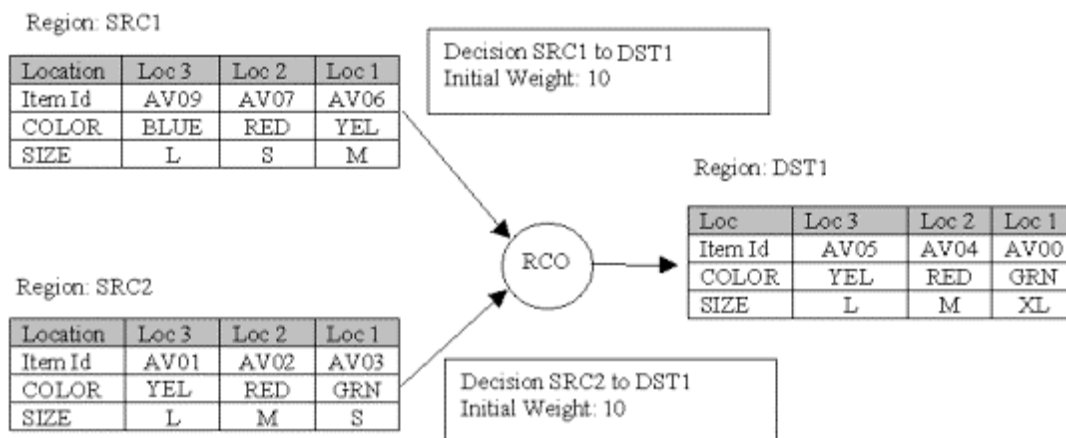 Region: SRC1
Location Loc 3 Loc 2 Loc 1
Item Id AV09 AV07 AV06
COLOR BLUE RED YEL
SIZE L S M
Decision SRC1 to DST1
Initial Weight: 10
Region: DST1
Loc Loc 3 Loc 2 Loc 1
Item Id AV05 AV04 AV00
COLOR YEL RED GRN
SIZE L M XL
RCO
Region: SRC2
Location Loc 3 Loc 2 Loc 1
Item Id AV01 AV02 AV03
COLOR YEL RED GRN
SIZE L M S
Decision SRC2 to DST1
Initial Weight: 10